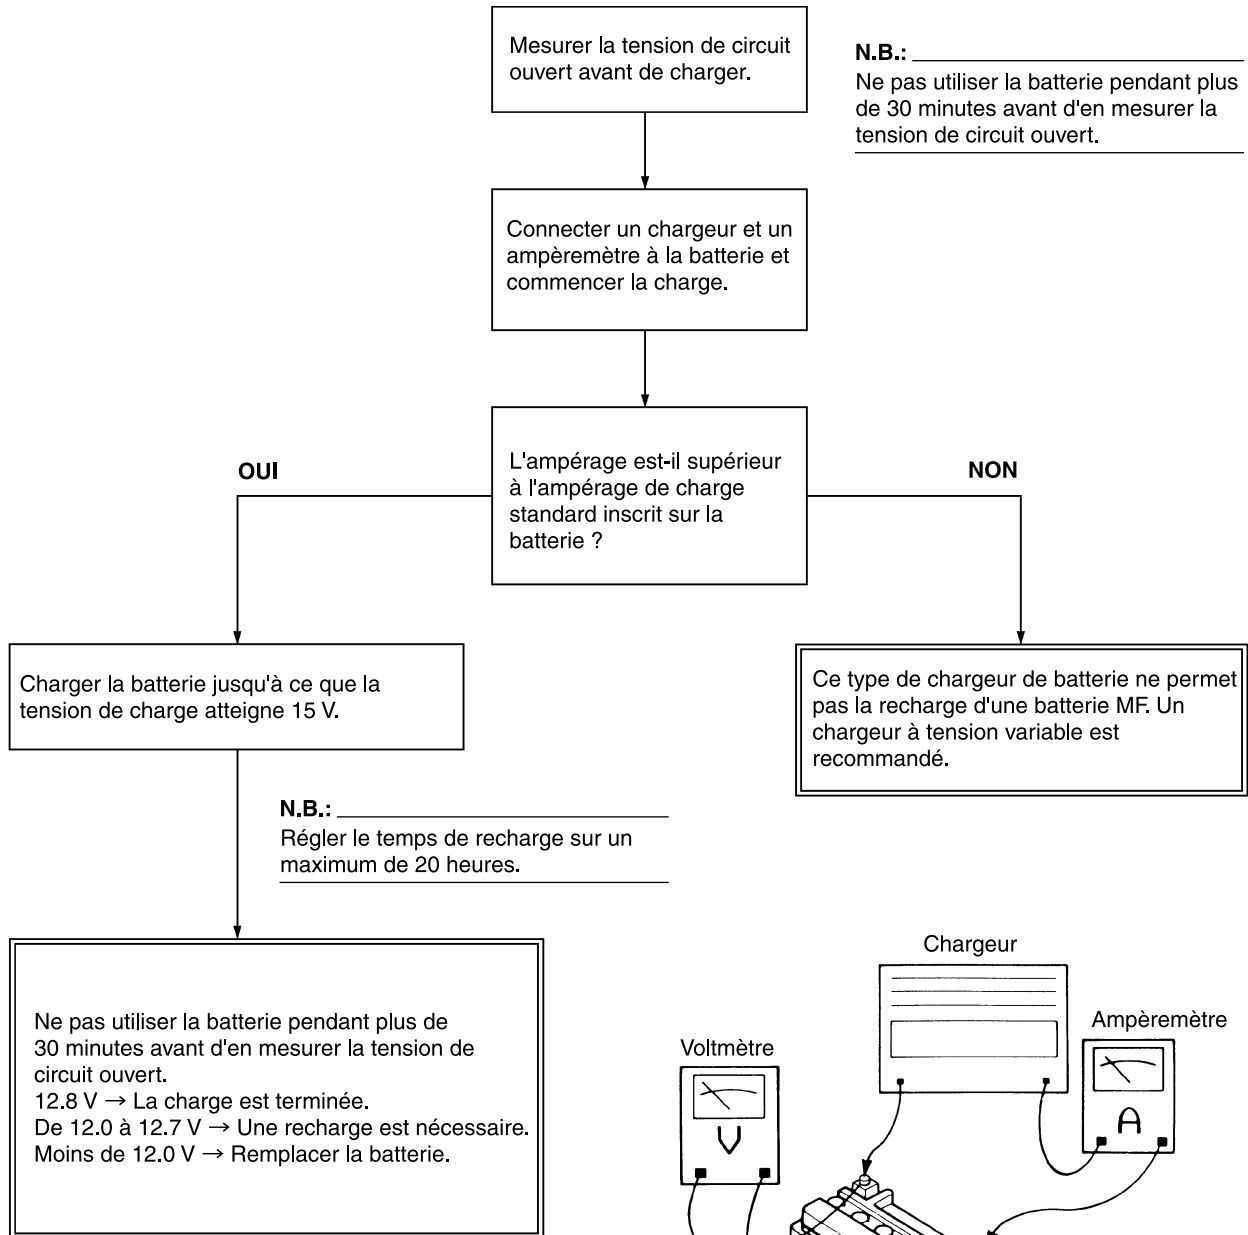 Mesurer la tension de circuit
ouvert avant de charger.
N.B.:
Ne pas utiliser la batterie pendant plus
de 30 minutes avant d'en mesurer la
tension de circuit ouvert.
Connecter un chargeur et un
ampèremètre à la batterie et
commencer la charge.
L'ampérage est-il supérieur
à l'ampérage de charge
standard inscrit sur la
batterie ?
OUI
NON
Charger la batterie jusqu'à ce que la
tension de charge atteigne 15 V.
Ce type de chargeur de batterie ne permet
pas la recharge d'une batterie MF. Un
chargeur à tension variable est
recommandé.
N.B.:
Régler le temps de recharge sur un
maximum de 20 heures.
Ne pas utiliser la batterie pendant plus de
30 minutes avant d'en mesurer la tension de
circuit ouvert.
12.8 V → La charge est terminée.
De 12.0 à 12.7 V → Une recharge est nécessaire.
Moins de 12.0 V → Remplacer la batterie.
Chargeur
Ampèremètre
Voltmètre
V
A